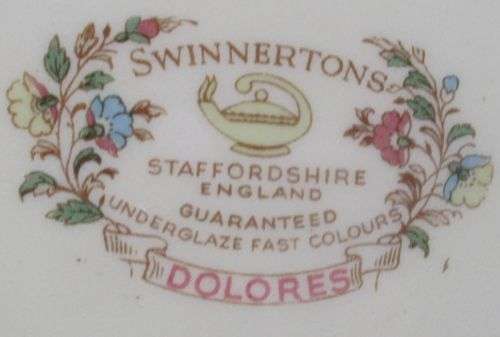 SWINNERTONS
STAFFORDSHIRE
ENGLAND
GUARANTEED
UNDERGLAZE FAST COLOURS
DOLORES